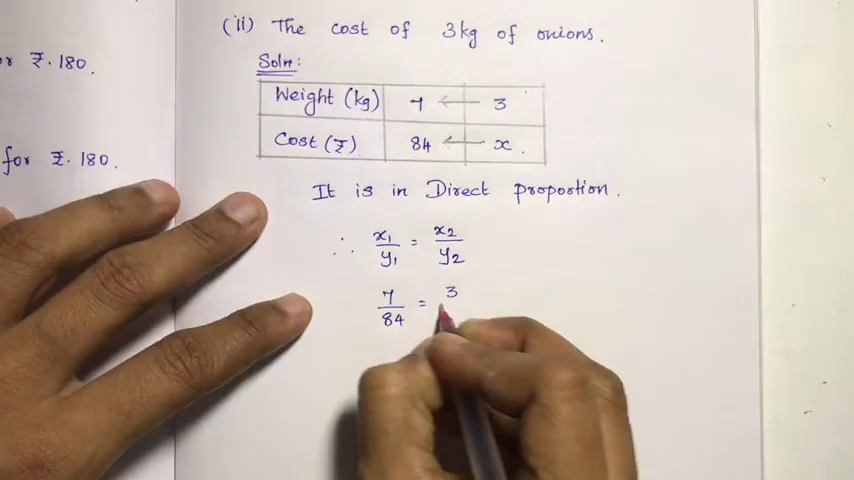 or ₹.180.
for ₹.180.
(ii) The cost of 3kg of onions.
Soln:
Weight (kg) 7 ← 3
Cost (₹) 84 ← x.
It is in Direct proportion.
∴ x₁/y₁ = x₂/y₂
7/84 = 3